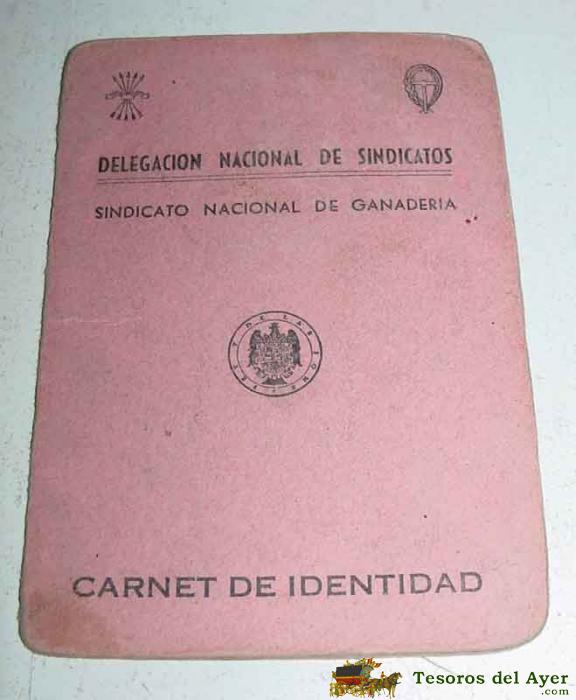 DELEGACION NACIONAL DE SINDICATOS
SINDICATO NACIONAL DE GANADERIA
CARNET DE IDENTIDAD
Tesoros del Ayer
.com